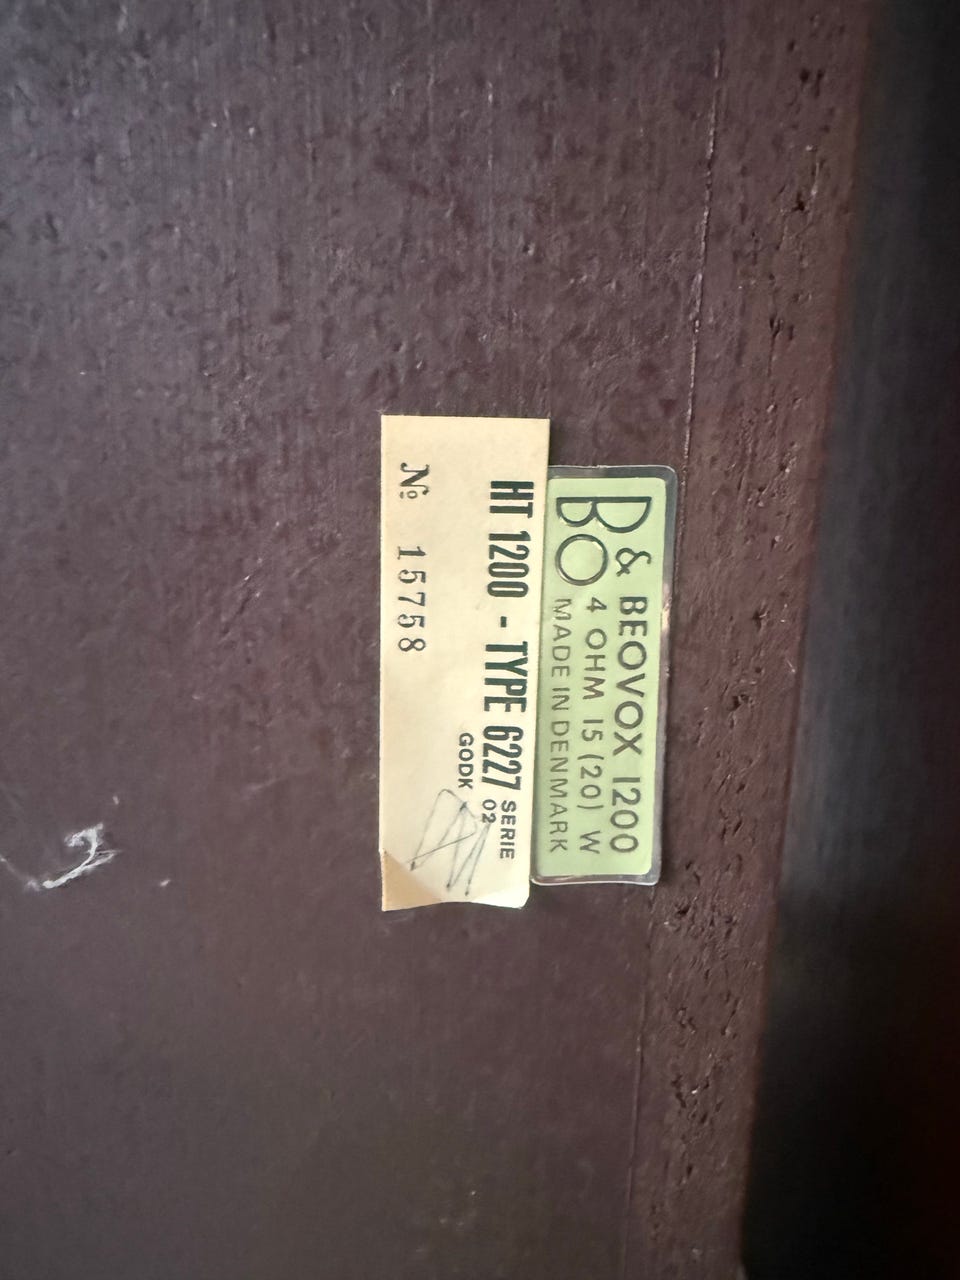 B&O BEOVOX 1200
4 OHM 15 (20) W
MADE IN DENMARK
HT 1200 - TYPE 6227 SERIE 02
GODK
№ 15758